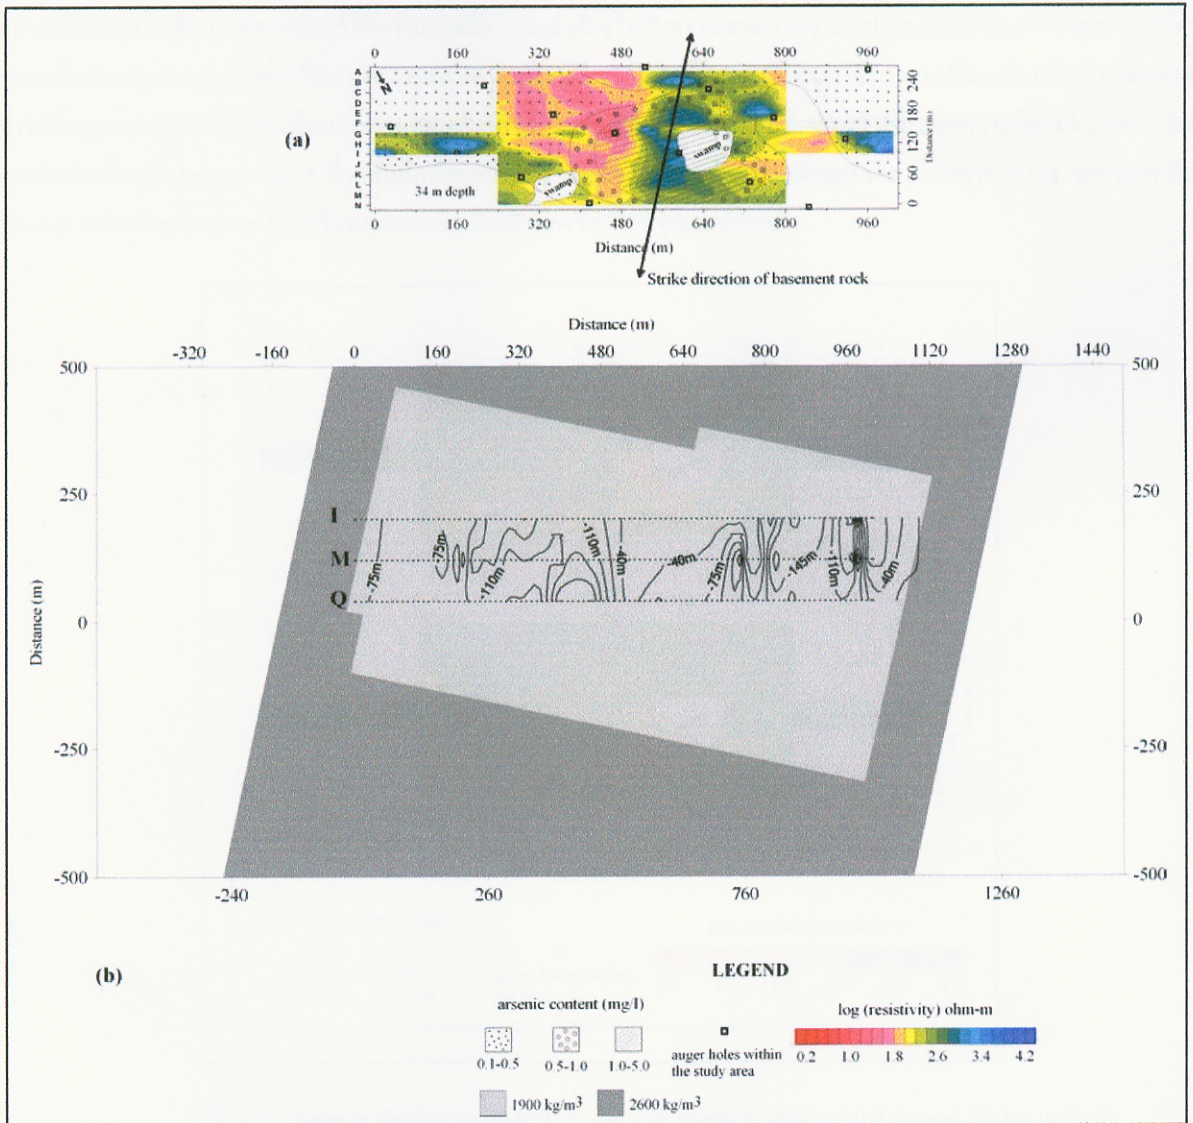 0 160 320 480 640 800 960
A
B
C
D
E
F
G
H
I
J
K
L
M
N
N
240
180
120
60
0
Distance (m)
(a)
swamp
swamp
34 m depth
0 160 320 480 640 800 960
Distance (m)
Strike direction of basement rock
Distance (m)
-320 -160 0 160 320 480 640 800 960 1120 1280 1440
500 500
250 250
I
M
Q
-75m -75m -110m -110m -40m -40m -75m -145m -110m -40m
0 0
Distance (m)
-250 -250
-500 -500
-240 260 760 1260
(b)
LEGEND
arsenic content (mg/l)
0.1-0.5 0.5-1.0 1.0-5.0
auger holes within
the study area
log (resistivity) ohm-m
0.2 1.0 1.8 2.6 3.4 4.2
1900 kg/m³ 2600 kg/m³